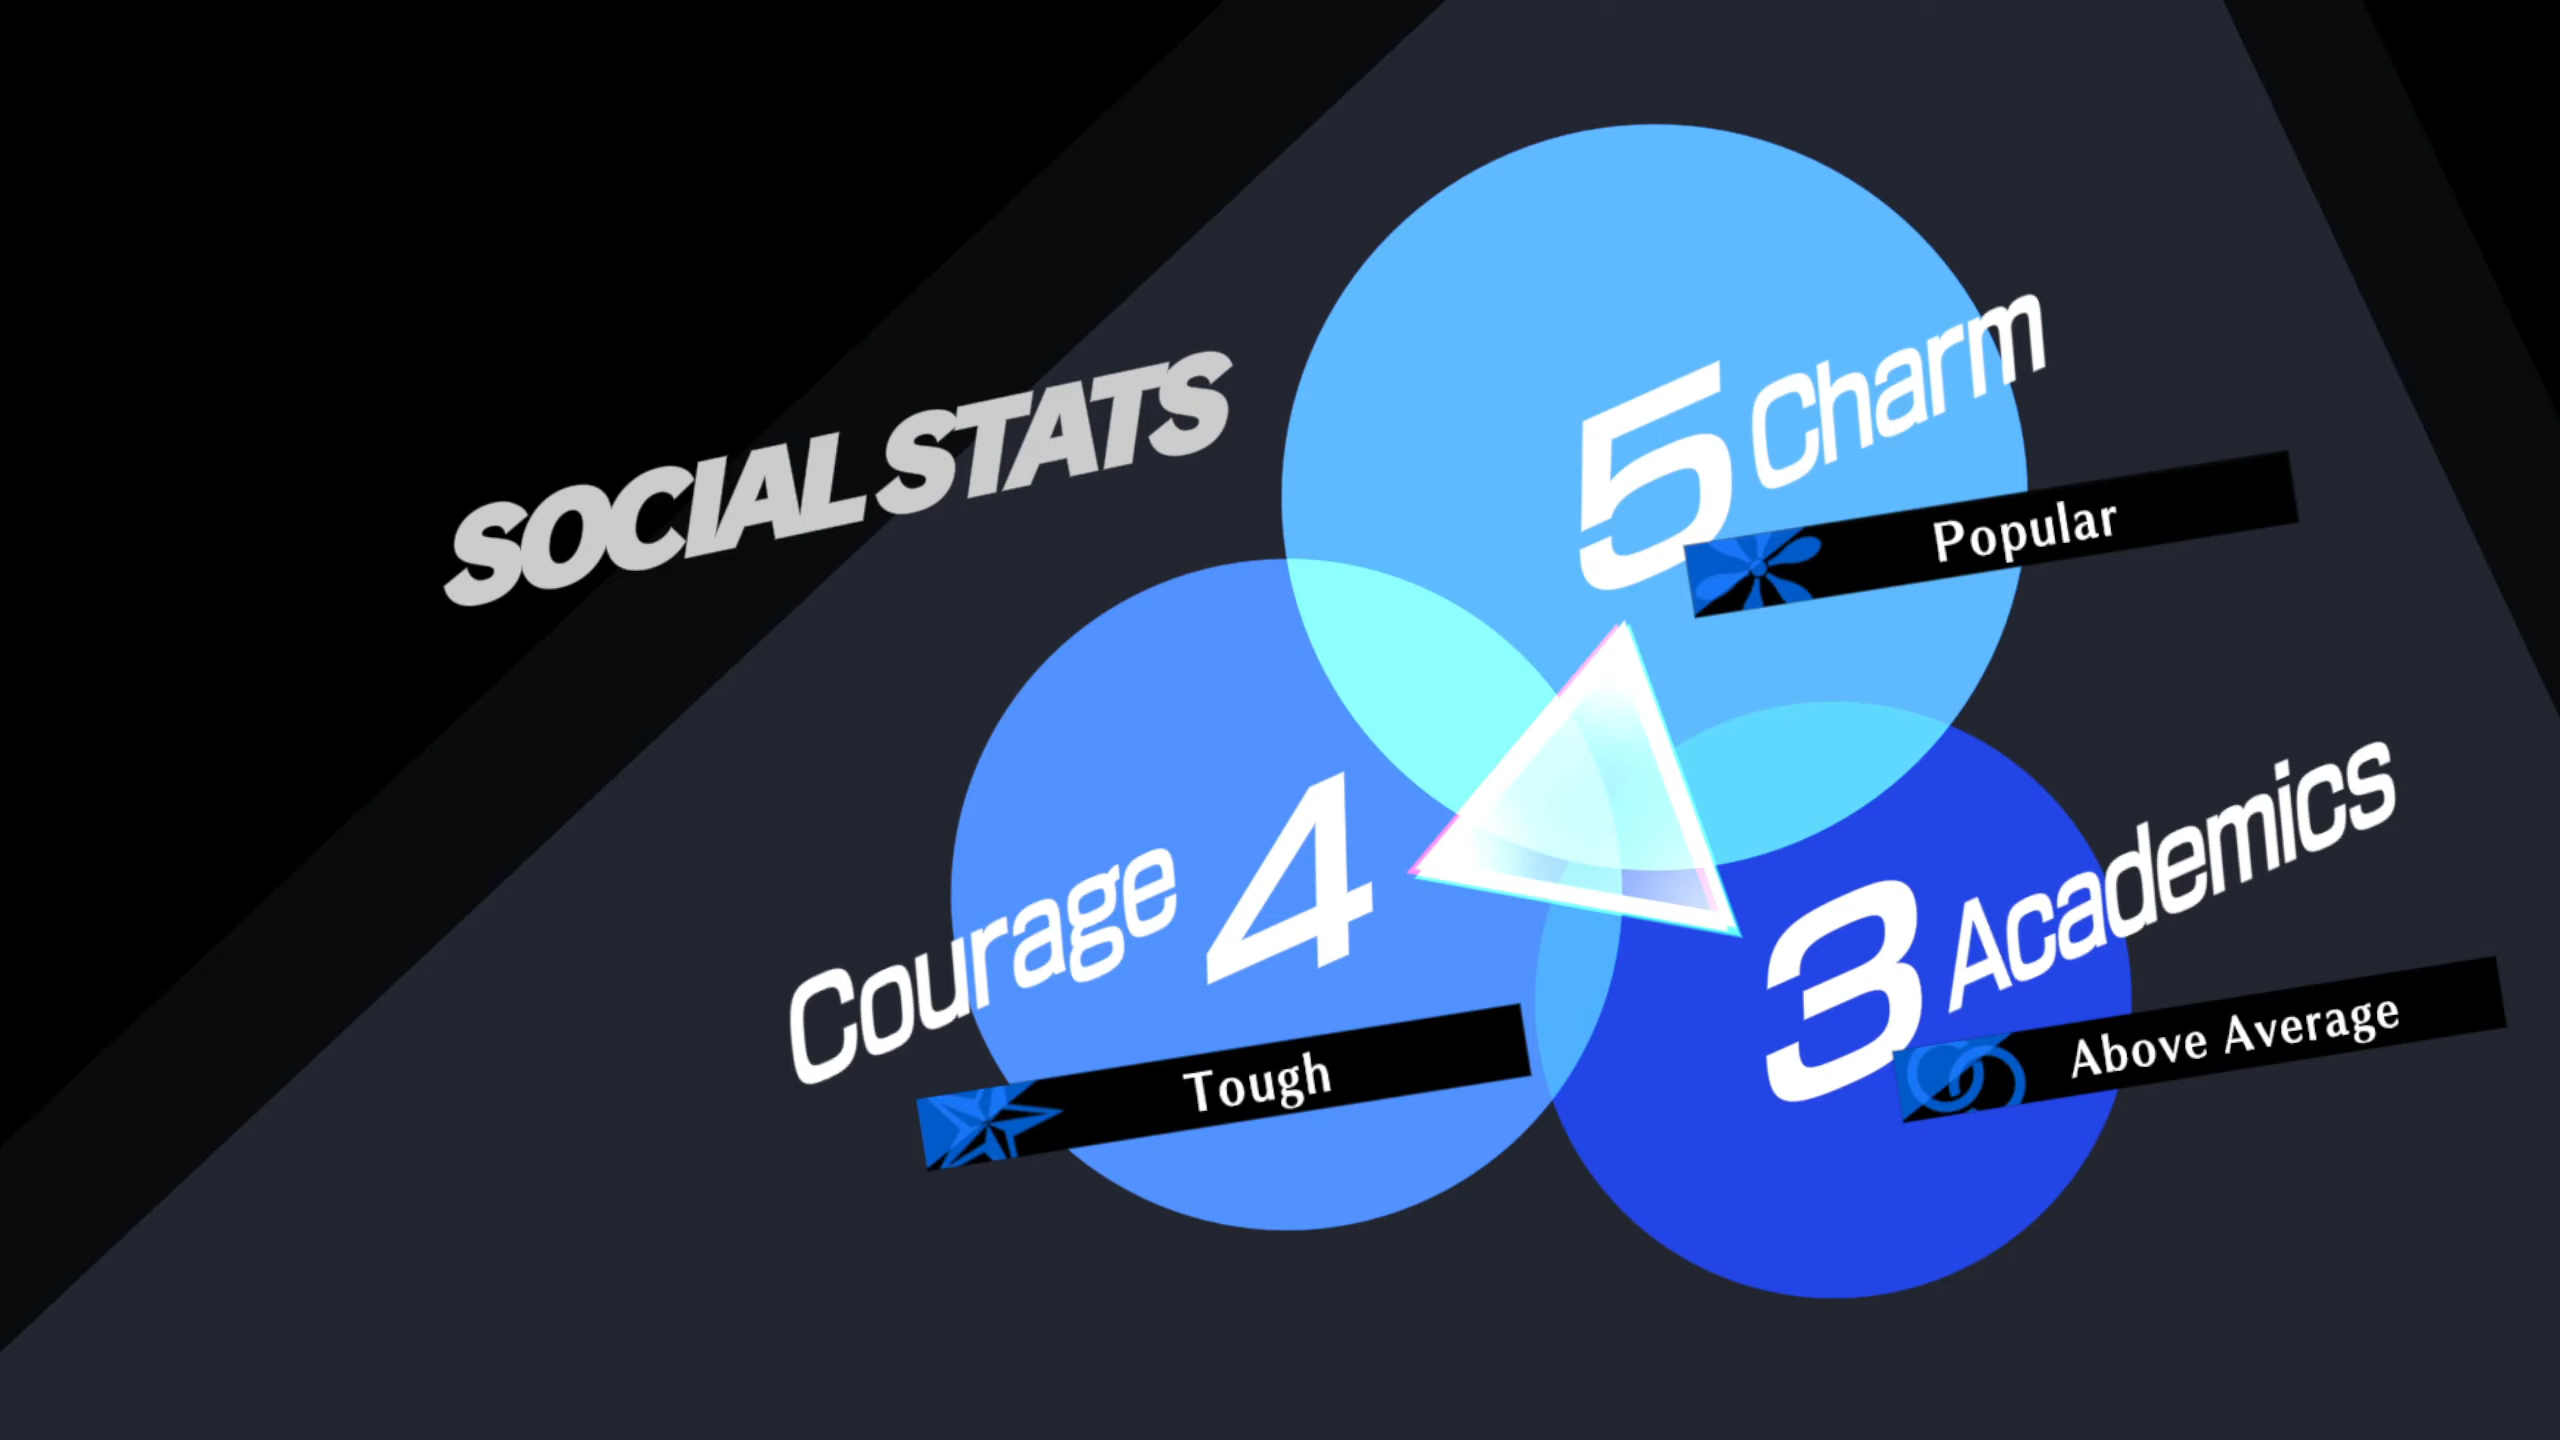 SOCIAL STATS
5 Charm
Popular
Courage 4
Tough
3 Academics
Above Average